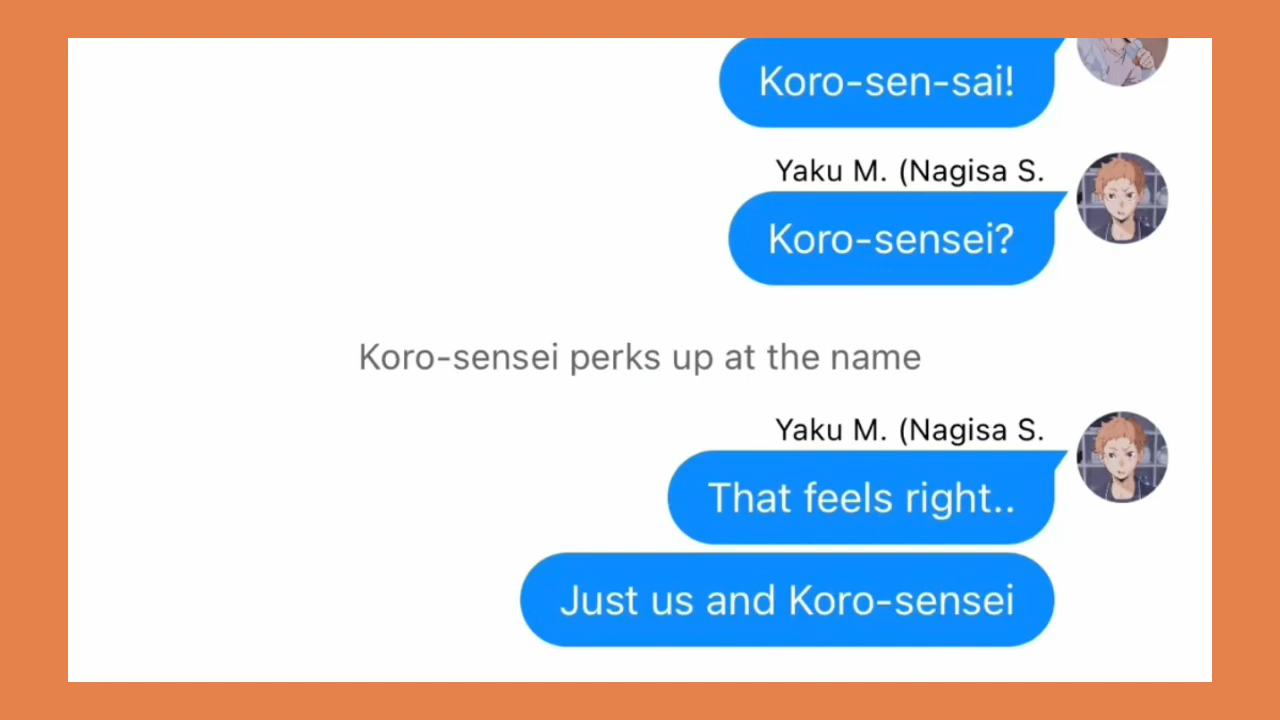 Koro-sen-sai!
Yaku M. (Nagisa S.
Koro-sensei?
Koro-sensei perks up at the name
Yaku M. (Nagisa S.
That feels right..
Just us and Koro-sensei